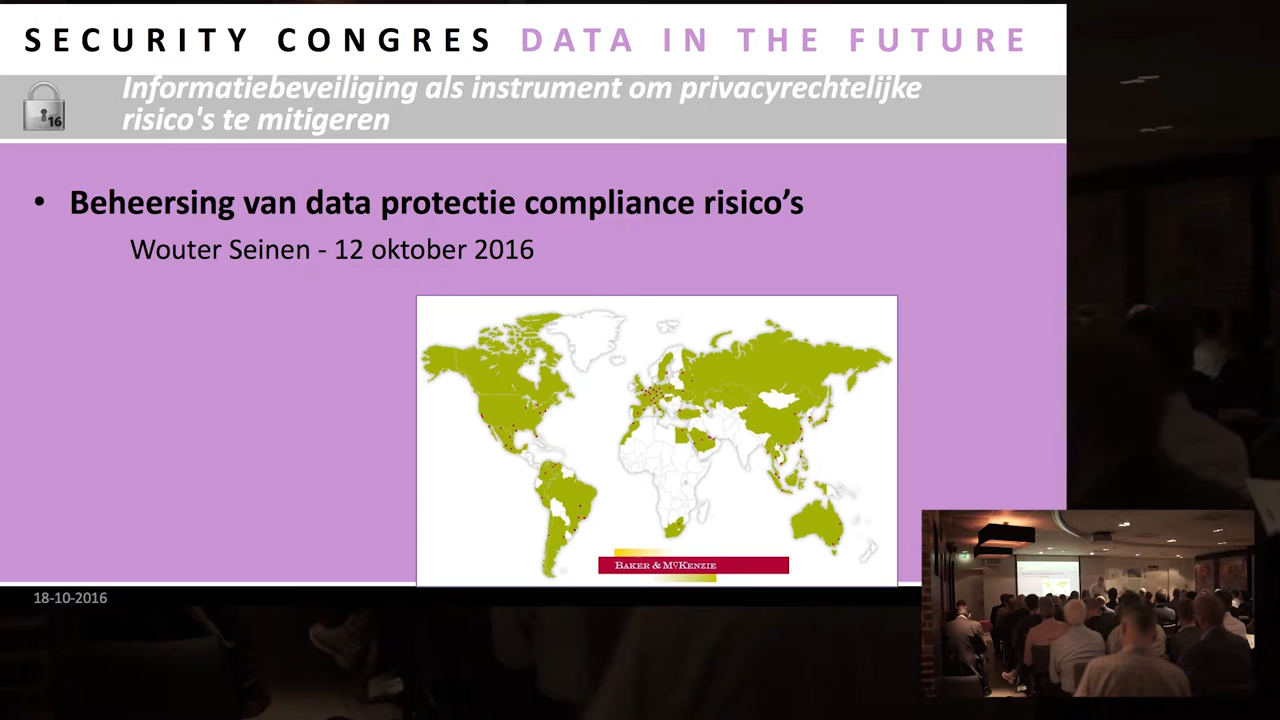 SECURITY CONGRES DATA IN THE FUTURE
Informatiebeveiliging als instrument om privacyrechtelijke
risico's te mitigeren
16
• Beheersing van data protectie compliance risico’s
Wouter Seinen - 12 oktober 2016
BAKER & MCKENZIE
18-10-2016